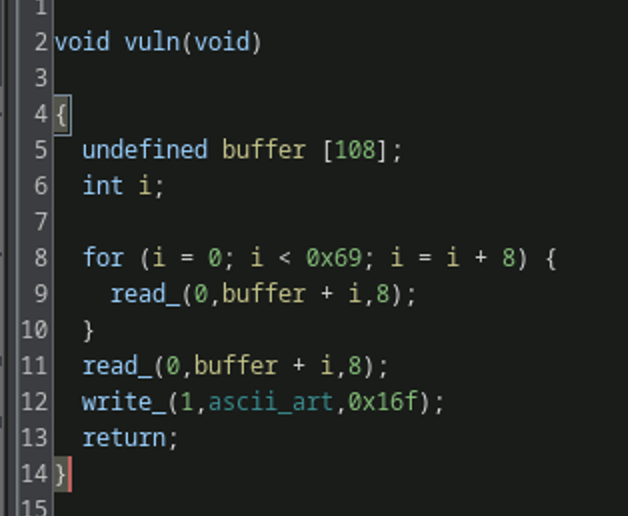 1
2 void vuln(void)
3
4 {
5 undefined buffer [108];
6 int i;
7
8 for (i = 0; i < 0x69; i = i + 8) {
9 read_(0,buffer + i,8);
10 }
11 read_(0,buffer + i,8);
12 write_(1,ascii_art,0x16f);
13 return;
14 }
15